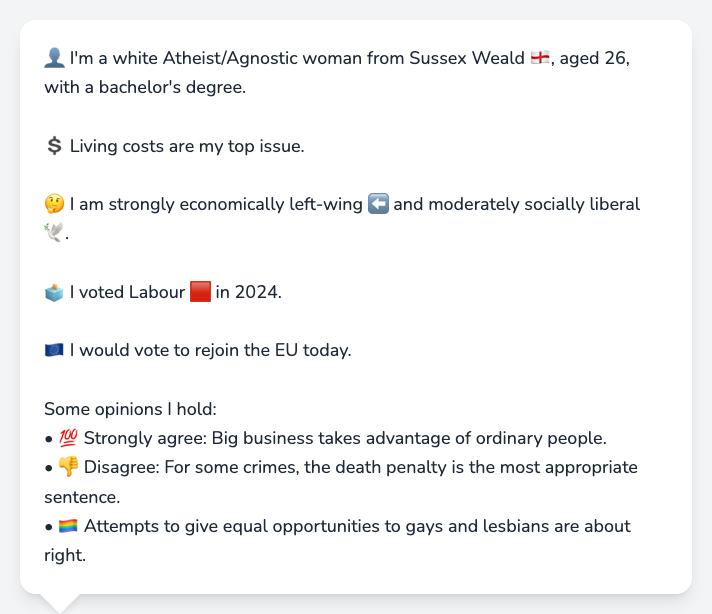 👤 I'm a white Atheist/Agnostic woman from Sussex Weald 🏴󠁧󠁢󠁥󠁮󠁧󠁿, aged 26,
with a bachelor's degree.
💲 Living costs are my top issue.
🤔 I am strongly economically left-wing ⬅️ and moderately socially liberal
🕊️.
🗳️ I voted Labour 🟥 in 2024.
🇪🇺 I would vote to rejoin the EU today.
Some opinions I hold:
• 💯 Strongly agree: Big business takes advantage of ordinary people.
• 👎 Disagree: For some crimes, the death penalty is the most appropriate
sentence.
• 🏳️‍🌈 Attempts to give equal opportunities to gays and lesbians are about
right.